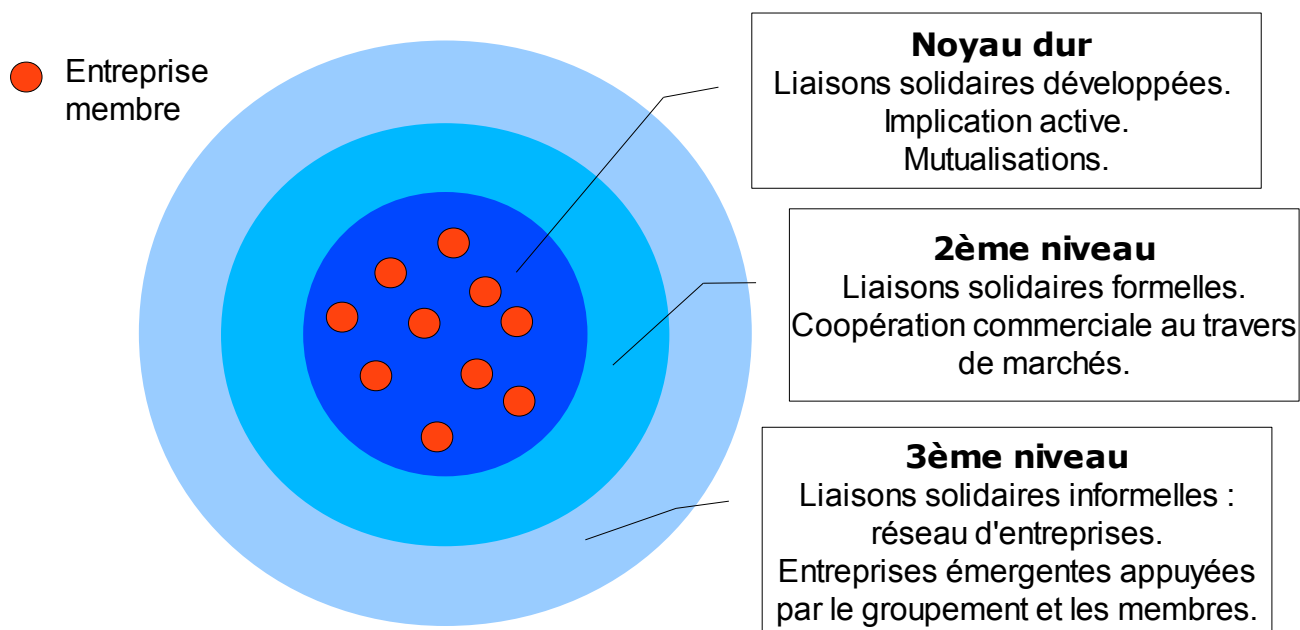 Entreprise
membre
Noyau dur
Liaisons solidaires développées.
Implication active.
Mutualisations.
2ème niveau
Liaisons solidaires formelles.
Coopération commerciale au travers
de marchés.
3ème niveau
Liaisons solidaires informelles :
réseau d'entreprises.
Entreprises émergentes appuyées
par le groupement et les membres.